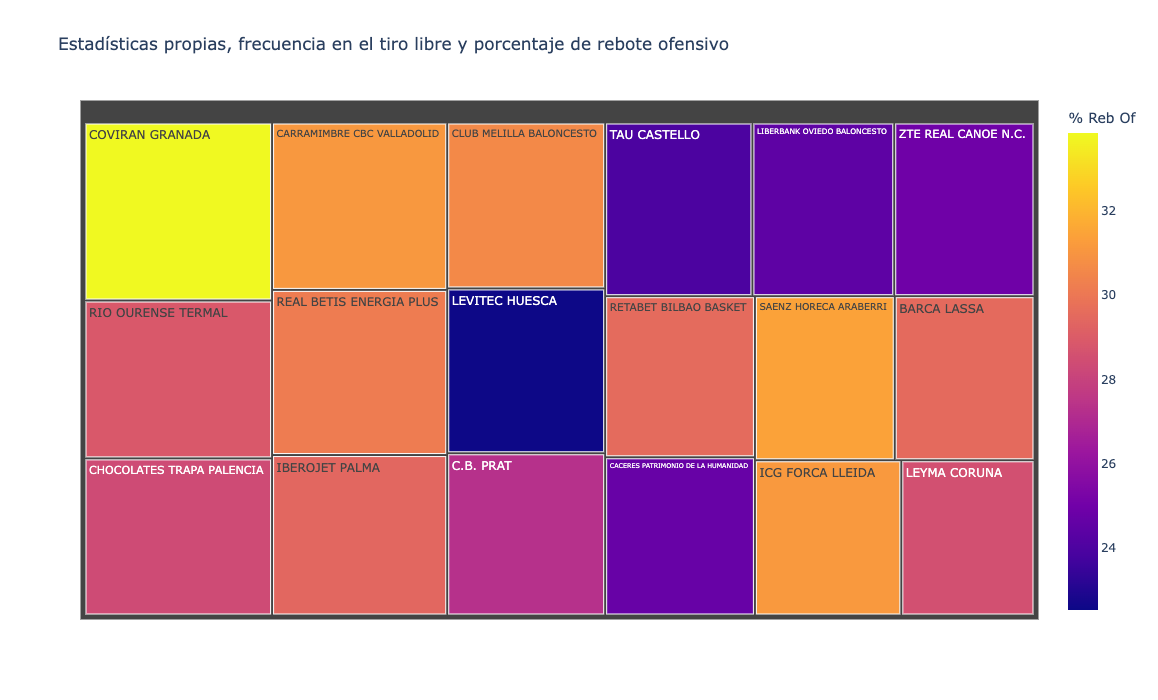 Estadísticas propias, frecuencia en el tiro libre y porcentaje de rebote ofensivo
COVIRAN GRANADA
CARRAMIMBRE CBC VALLADOLID
CLUB MELILLA BALONCESTO
TAU CASTELLO
LIBERBANK OVIEDO BALONCESTO
ZTE REAL CANOE N.C.
RIO OURENSE TERMAL
REAL BETIS ENERGIA PLUS
LEVITEC HUESCA
RETABET BILBAO BASKET
SAENZ HORECA ARABERRI
BARCA LASSA
CHOCOLATES TRAPA PALENCIA
IBEROJET PALMA
C.B. PRAT
CACERES PATRIMONIO DE LA HUMANIDAD
ICG FORCA LLEIDA
LEYMA CORUNA
% Reb Of
32
30
28
26
24